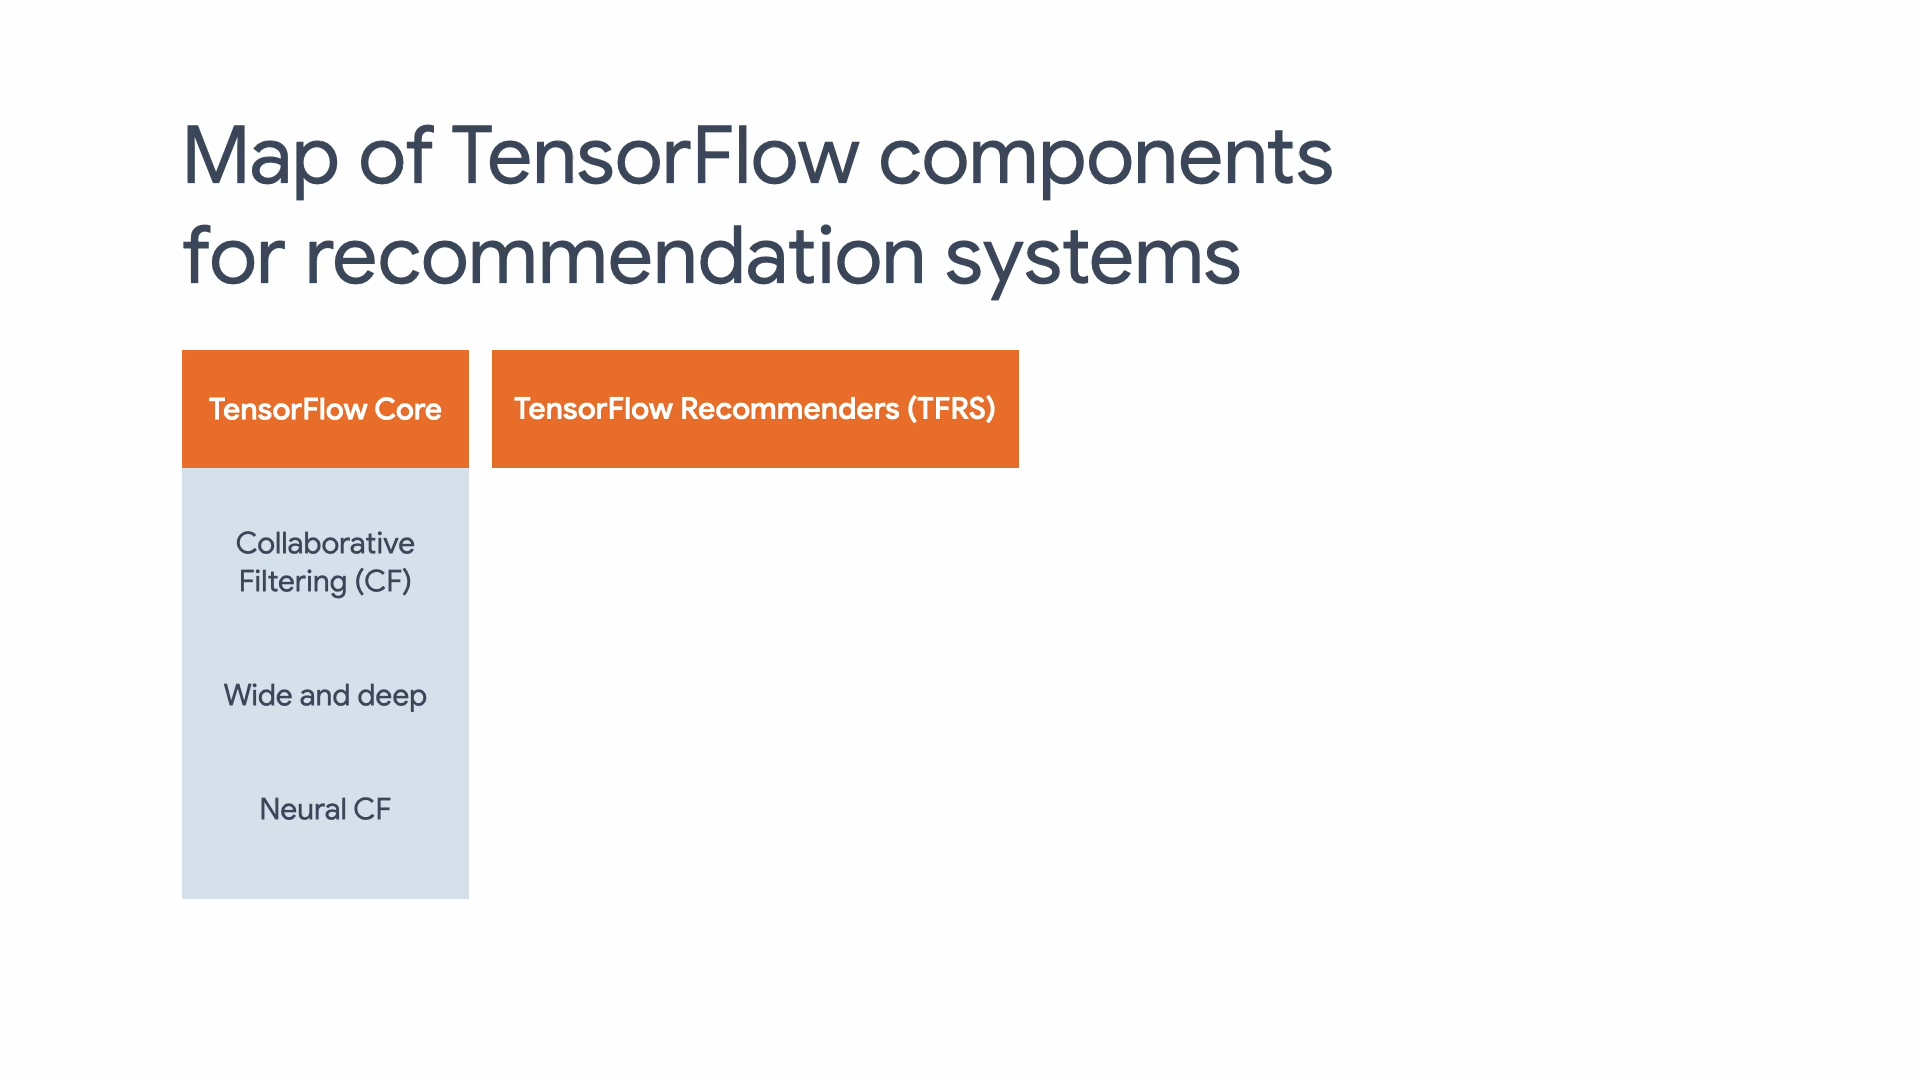 Map of TensorFlow components
for recommendation systems
TensorFlow Core
TensorFlow Recommenders (TFRS)
Collaborative
Filtering (CF)
Wide and deep
Neural CF